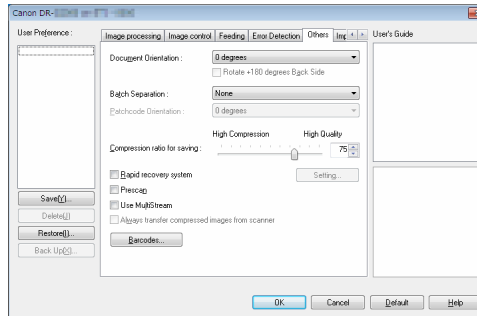 Canon DR-
User Preference :
Image processing Image control Feeding Error Detection Others
User's Guide
Document Orientation :
0 degrees
Rotate +180 degrees Back Side
Batch Separation :
None
Patchcode Orientation :
0 degrees
High Compression High Quality
Compression ratio for saving :
75
Rapid recovery system
Setting...
Prescan
Use MultiStream
Always transfer compressed images from scanner
Barcodes...
Save(Y)...
Delete(J)
Restore(I)...
Back Up(X)...
OK Cancel Default Help